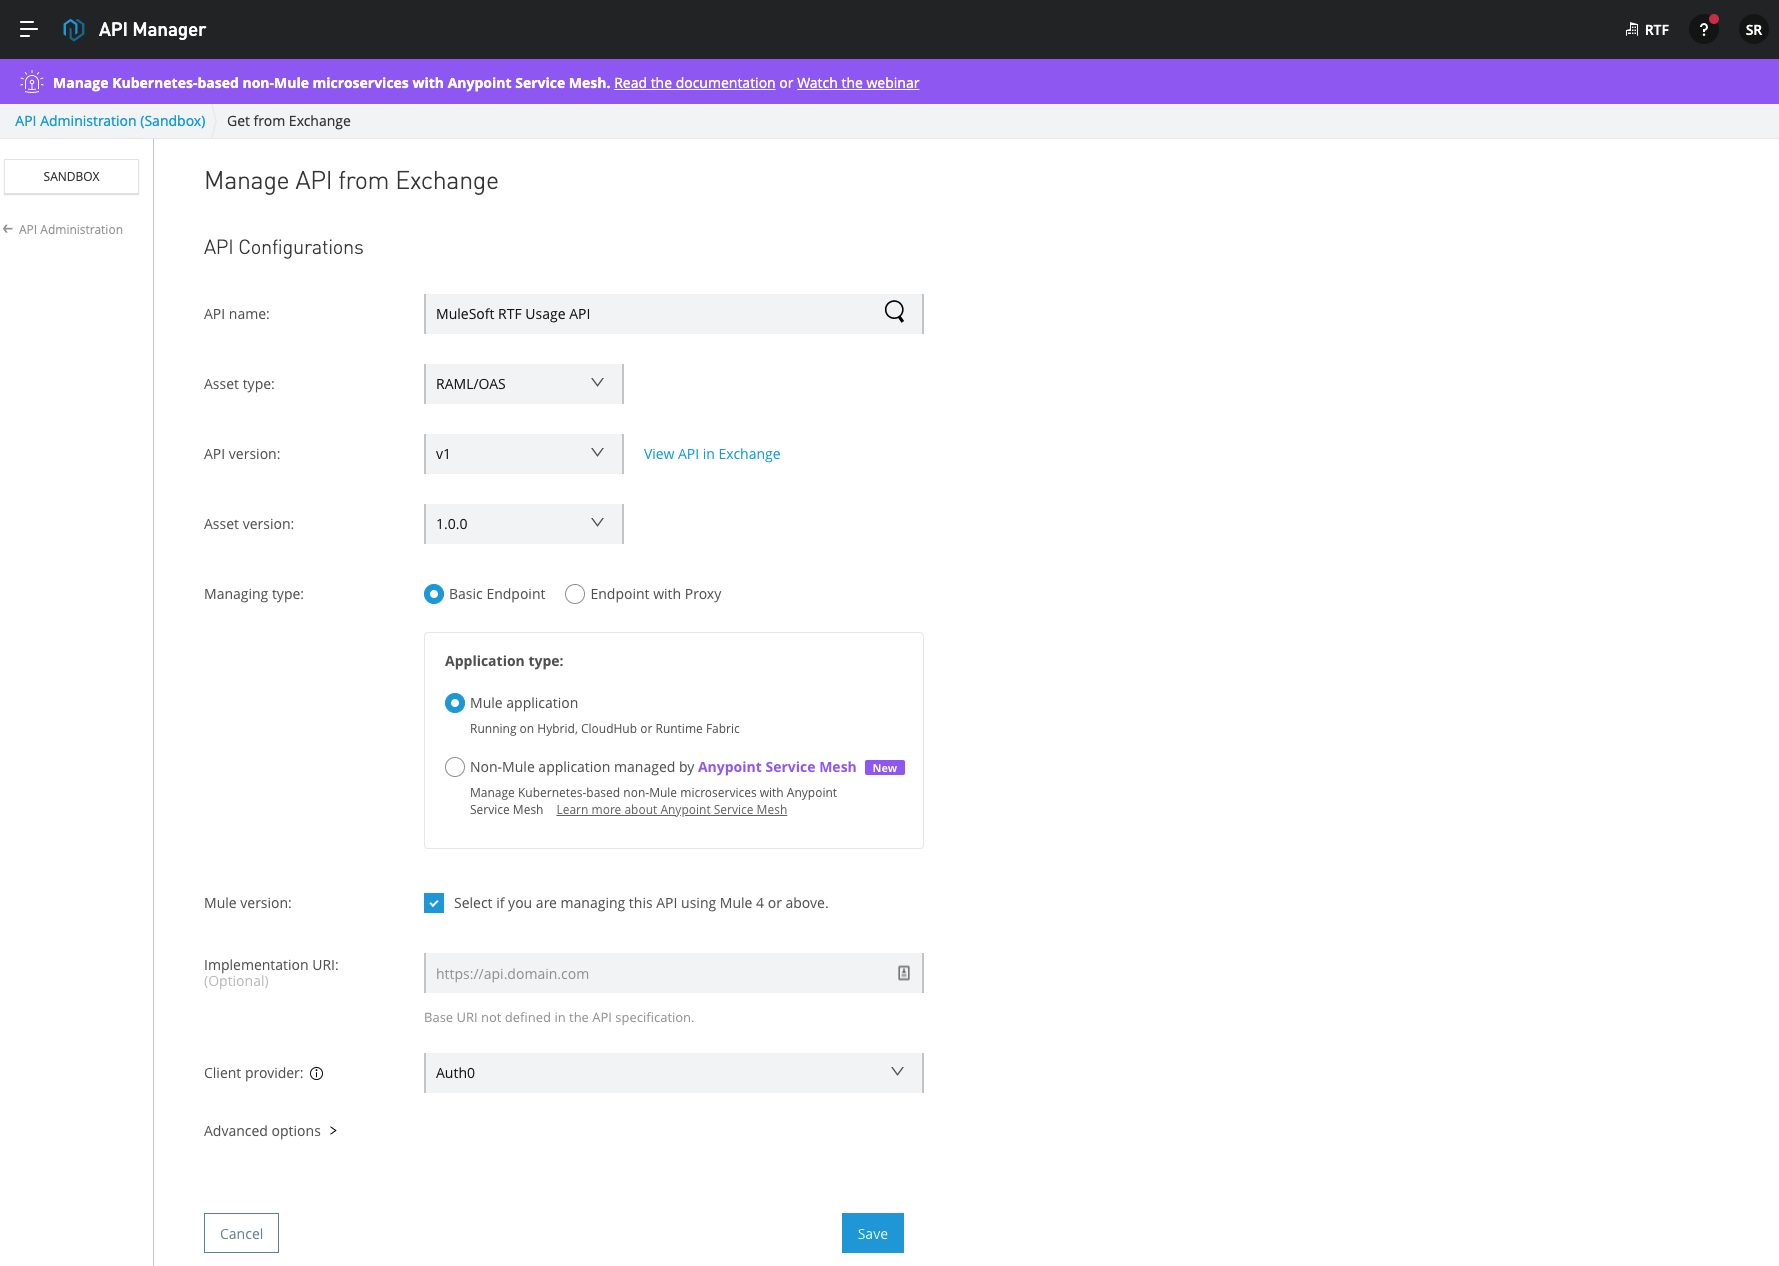 API Manager
RTF
?
SR
Manage Kubernetes-based non-Mule microservices with Anypoint Service Mesh. Read the documentation or Watch the webinar
API Administration (Sandbox)
Get from Exchange
SANDBOX
API Administration
Manage API from Exchange
API Configurations
API name:
MuleSoft RTF Usage API
Asset type:
RAML/OAS
API version:
v1
View API in Exchange
Asset version:
1.0.0
Managing type:
Basic Endpoint
Endpoint with Proxy
Application type:
Mule application
Running on Hybrid, CloudHub or Runtime Fabric
Non-Mule application managed by Anypoint Service Mesh New
Manage Kubernetes-based non-Mule microservices with Anypoint
Service Mesh Learn more about Anypoint Service Mesh
Mule version:
Select if you are managing this API using Mule 4 or above.
Implementation URI:
(Optional)
https://api.domain.com
Base URI not defined in the API specification.
Client provider:
Auth0
Advanced options >
Cancel
Save